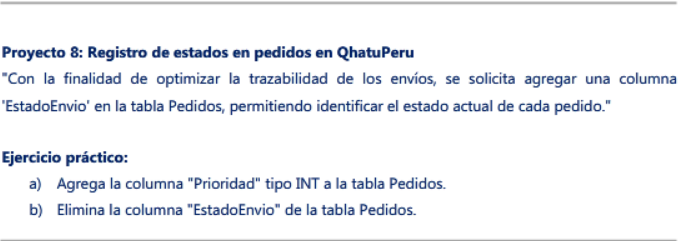 Proyecto 8: Registro de estados en pedidos en QhatuPeru
"Con la finalidad de optimizar la trazabilidad de los envíos, se solicita agregar una columna
'EstadoEnvio' en la tabla Pedidos, permitiendo identificar el estado actual de cada pedido."
Ejercicio práctico:
a) Agrega la columna "Prioridad" tipo INT a la tabla Pedidos.
b) Elimina la columna "EstadoEnvio" de la tabla Pedidos.